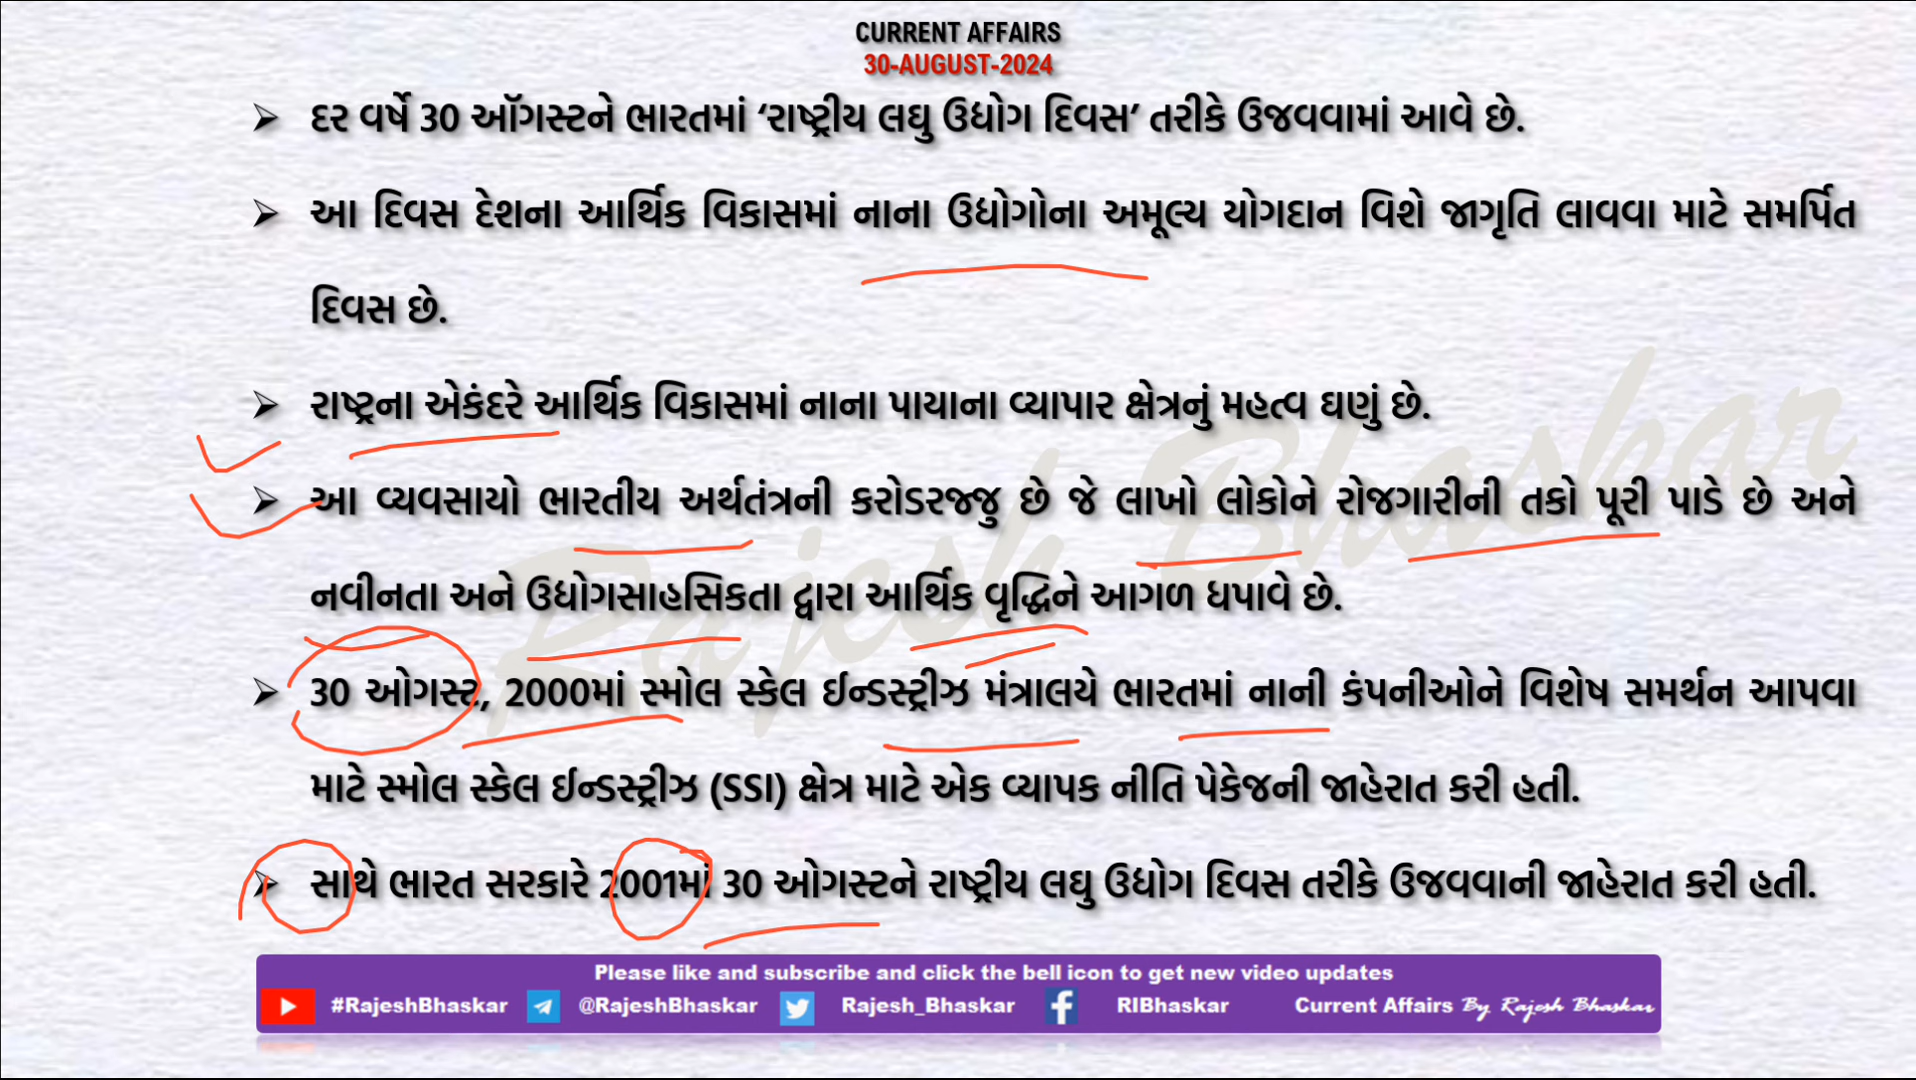 CURRENT AFFAIRS
30-AUGUST-2024
➢ દર વર્ષે 30 ઑગસ્ટને ભારતમાં ‘રાષ્ટ્રીય લઘુ ઉદ્યોગ દિવસ’ તરીકે ઉજવવામાં આવે છે.
➢ આ દિવસ દેશના આર્થિક વિકાસમાં નાના ઉદ્યોગોના અમૂલ્ય યોગદાન વિશે જાગૃતિ લાવવા માટે સમર્પિત
દિવસ છે.
➢ રાષ્ટ્રના એકંદરે આર્થિક વિકાસમાં નાના પાયાના વ્યાપાર ક્ષેત્રનું મહત્વ ઘણું છે.
➢ આ વ્યવસાયો ભારતીય અર્થતંત્રની કરોડરજ્જુ છે જે લાખો લોકોને રોજગારીની તકો પૂરી પાડે છે અને
નવીનતા અને ઉદ્યોગસાહસિકતા દ્વારા આર્થિક વૃદ્ધિને આગળ ધપાવે છે.
➢ 30 ઓગસ્ટ, 2000માં સ્મોલ સ્કેલ ઈન્ડસ્ટ્રીઝ મંત્રાલયે ભારતમાં નાની કંપનીઓને વિશેષ સમર્થન આપવા
માટે સ્મોલ સ્કેલ ઈન્ડસ્ટ્રીઝ (SSI) ક્ષેત્ર માટે એક વ્યાપક નીતિ પેકેજની જાહેરાત કરી હતી.
➢ સાથે ભારત સરકારે 2001માં 30 ઓગસ્ટને રાષ્ટ્રીય લઘુ ઉદ્યોગ દિવસ તરીકે ઉજવવાની જાહેરાત કરી હતી.
Rajesh Bhaskar
Please like and subscribe and click the bell icon to get new video updates
#RajeshBhaskar @RajeshBhaskar Rajesh_Bhaskar RIBhaskar Current Affairs By Rajesh Bhaskar